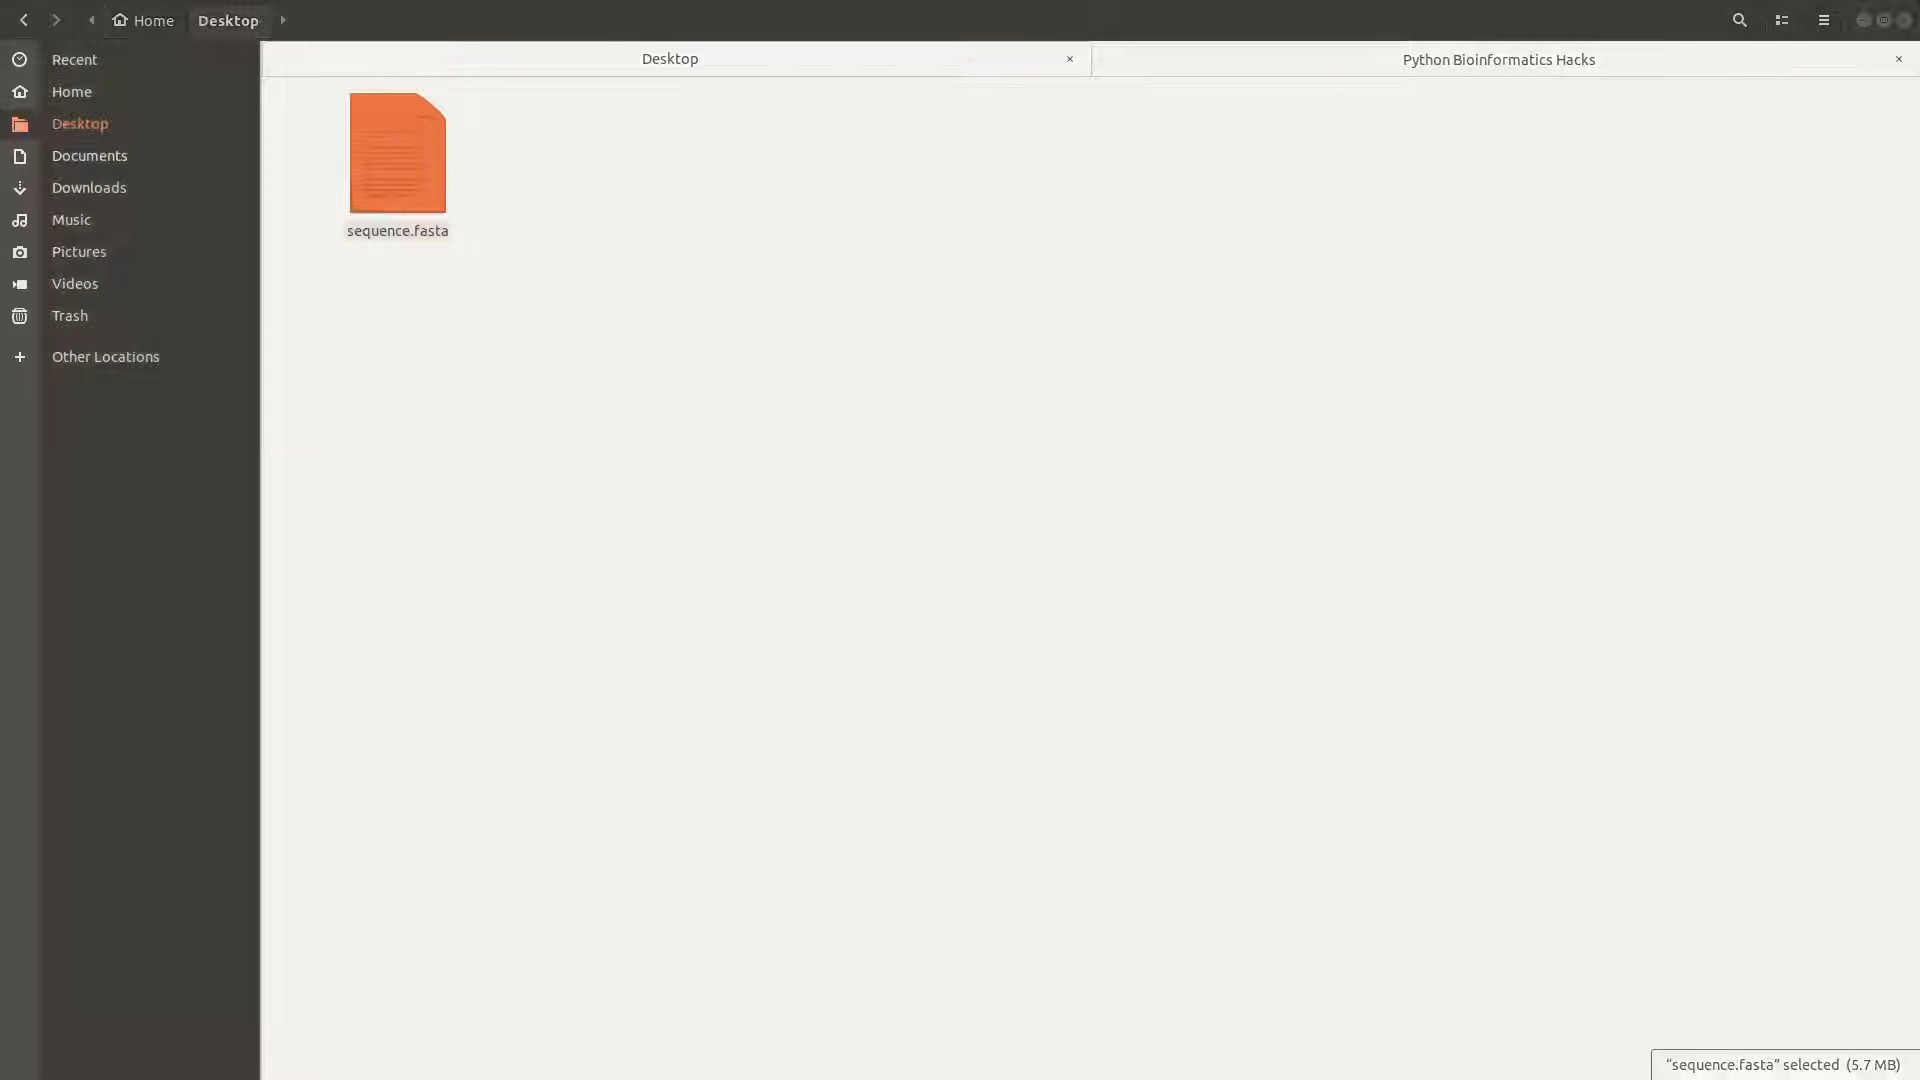 Home
Desktop
Recent
Home
Desktop
Documents
Downloads
Music
Pictures
Videos
Trash
Other Locations
Desktop
Python Bioinformatics Hacks
sequence.fasta
“sequence.fasta” selected (5.7 MB)